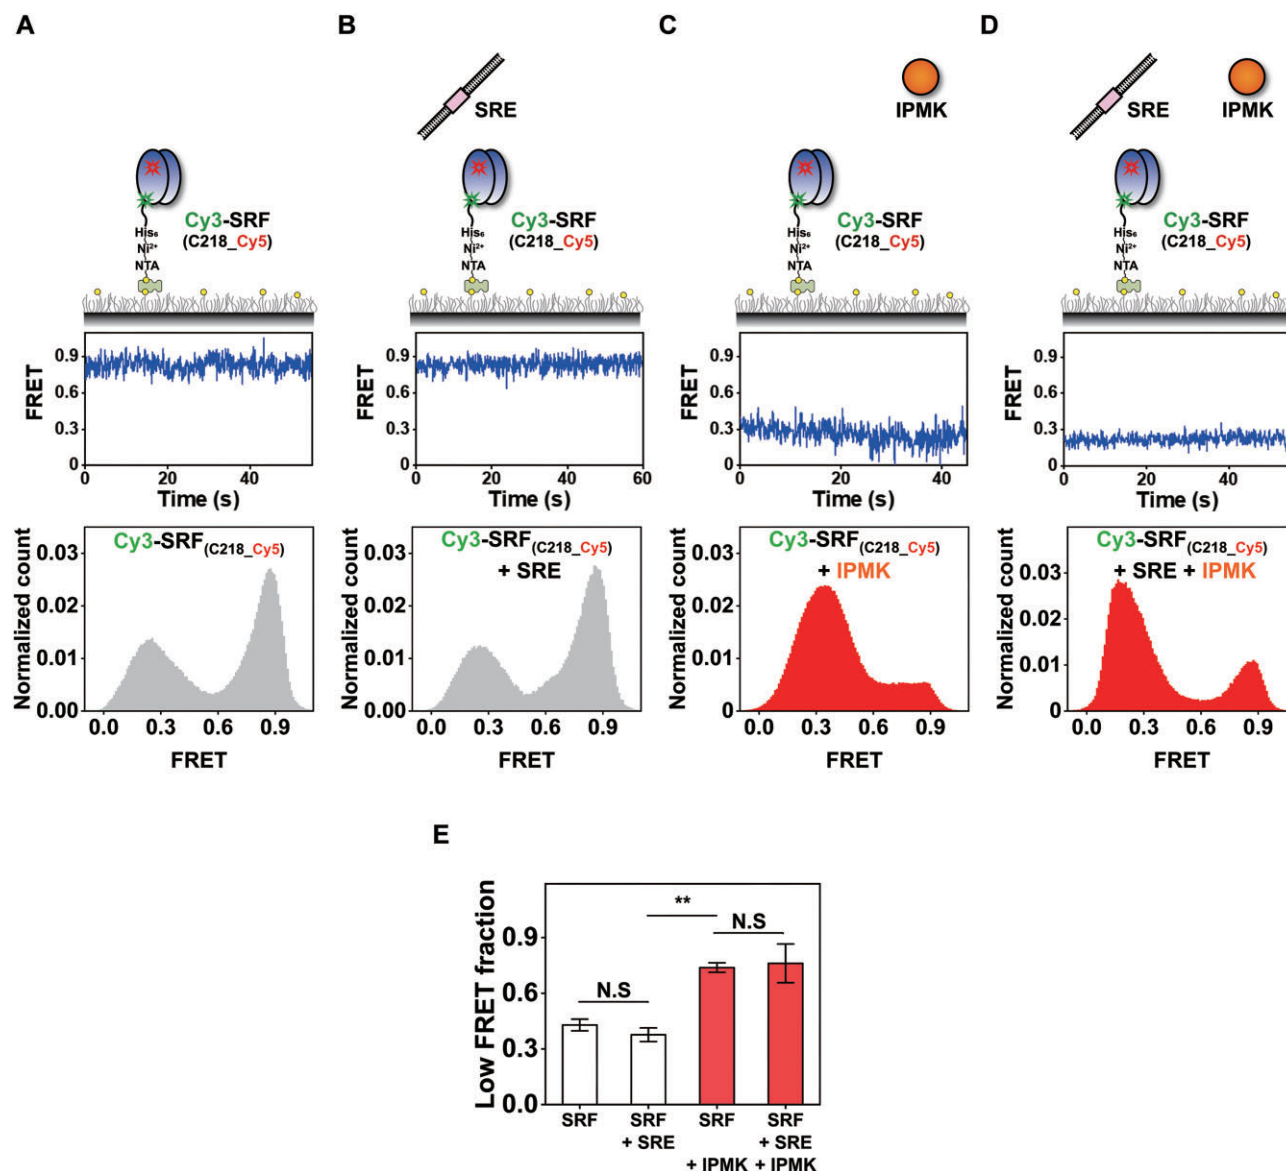 A
B
C
D
SRE
IPMK
SRE
IPMK
Cy3-SRF
(C218_Cy5)
His₆
Ni²⁺
NTA
Cy3-SRF
(C218_Cy5)
His₆
Ni²⁺
NTA
Cy3-SRF
(C218_Cy5)
His₆
Ni²⁺
NTA
Cy3-SRF
(C218_Cy5)
His₆
Ni²⁺
NTA
FRET
0.9
0.6
0.3
0
0 20 40
Time (s)
FRET
0.9
0.6
0.3
0
0 20 40 60
Time (s)
FRET
0.9
0.6
0.3
0
0 20 40
Time (s)
FRET
0.9
0.6
0.3
0
0 20 40
Time (s)
Normalized count
0.03
0.02
0.01
0.00
Cy3-SRF(C218_Cy5)
0.0 0.3 0.6 0.9
FRET
Normalized count
0.03
0.02
0.01
0.00
Cy3-SRF(C218_Cy5)
+ SRE
0.0 0.3 0.6 0.9
FRET
Normalized count
0.03
0.02
0.01
0.00
Cy3-SRF(C218_Cy5)
+ IPMK
0.0 0.3 0.6 0.9
FRET
Normalized count
0.03
0.02
0.01
0.00
Cy3-SRF(C218_Cy5)
+ SRE + IPMK
0.0 0.3 0.6 0.9
FRET
E
Low FRET fraction
0.9
0.6
0.3
0.0
N.S
**
N.S
SRF
SRF
+ SRE
SRF
+ IPMK
SRF
+ SRE
+ IPMK